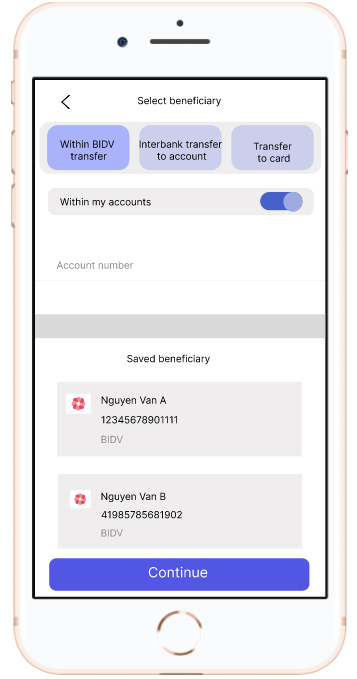 Select beneficiary
Within BIDV
transfer
Interbank transfer
to account
Transfer
to card
Within my accounts
Account number
Saved beneficiary
Nguyen Van A
12345678901111
BIDV
Nguyen Van B
41985785681902
BIDV
Continue